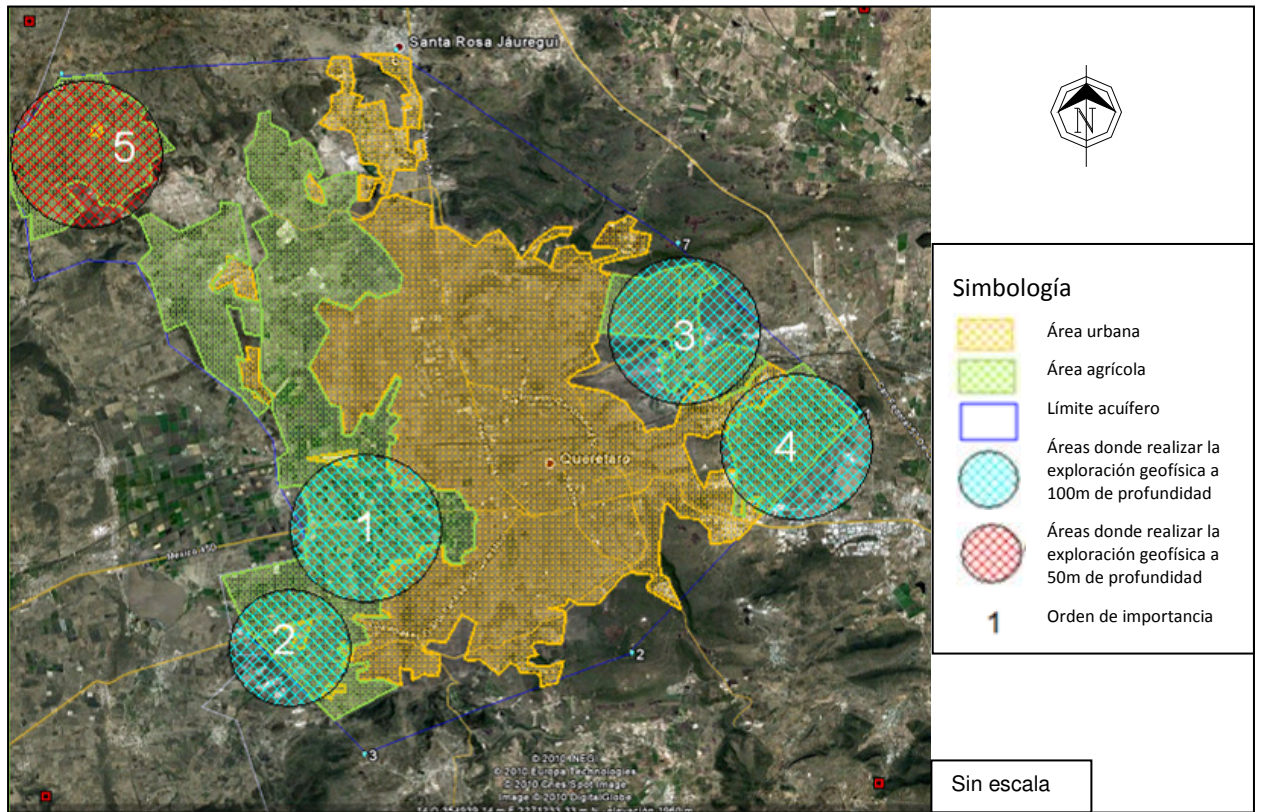 Santa Rosa Jáuregui
5
7
3
4
Querétaro
1
México 45D
2
2
3
© 2010 INEGI
© 2010 Europa Technologies
© 2010 Cnes/Spot Image
Image © 2010 DigitalGlobe
N
Simbología
Área urbana
Área agrícola
Límite acuífero
Áreas donde realizar la
exploración geofísica a
100m de profundidad
Áreas donde realizar la
exploración geofísica a
50m de profundidad
1
Orden de importancia
Sin escala